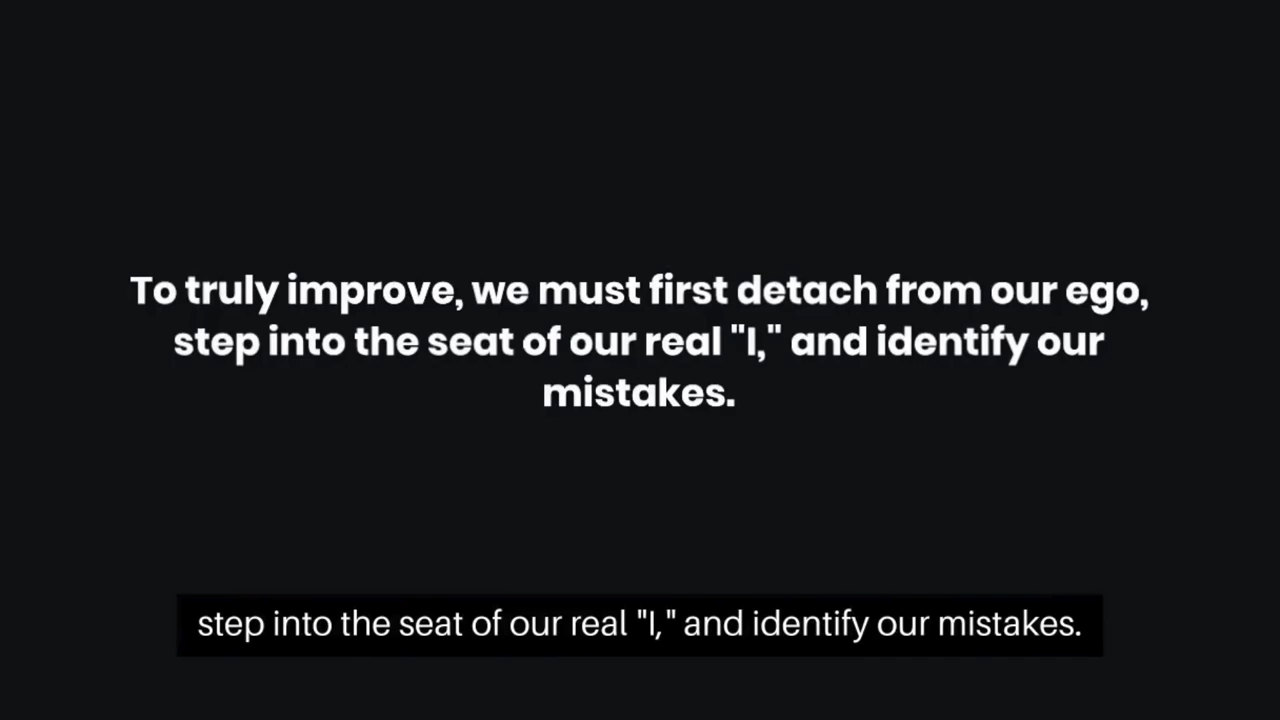 To truly improve, we must first detach from our ego,
step into the seat of our real "I," and identify our
mistakes.
step into the seat of our real "I," and identify our mistakes.